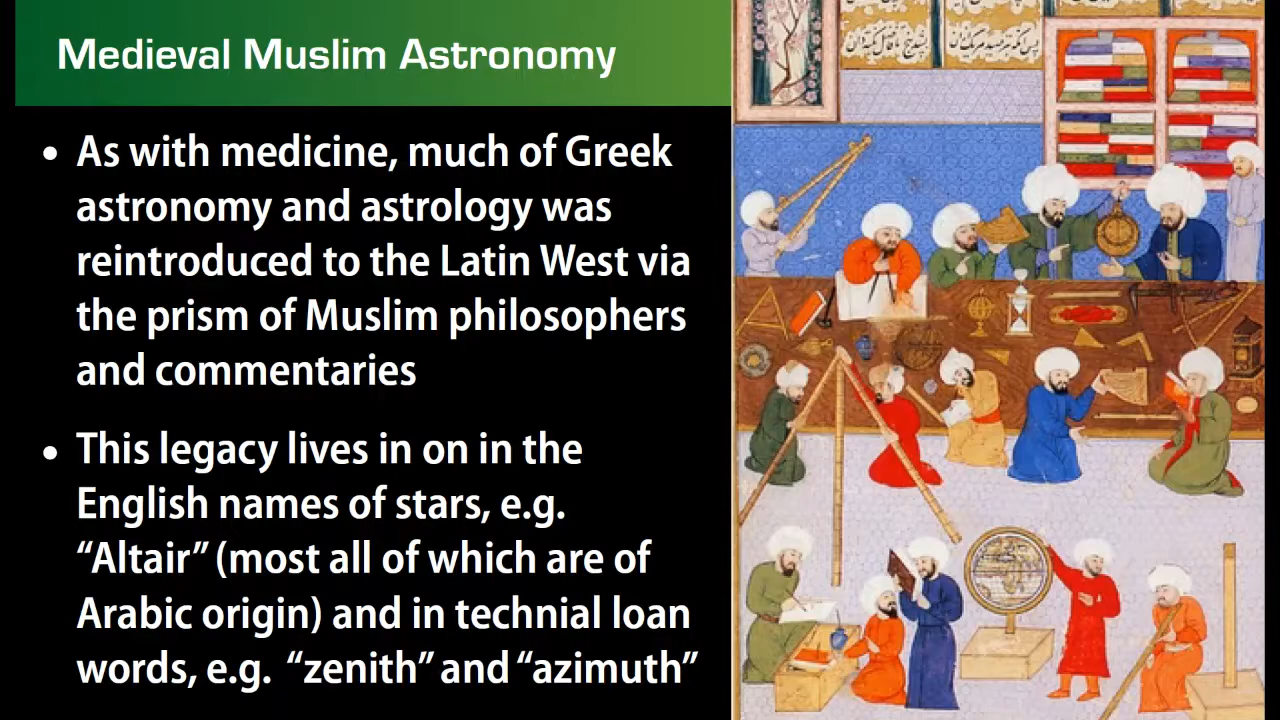 Medieval Muslim Astronomy
• As with medicine, much of Greek
astronomy and astrology was
reintroduced to the Latin West via
the prism of Muslim philosophers
and commentaries
• This legacy lives in on in the
English names of stars, e.g.
“Altair” (most all of which are of
Arabic origin) and in technial loan
words, e.g. “zenith” and “azimuth”